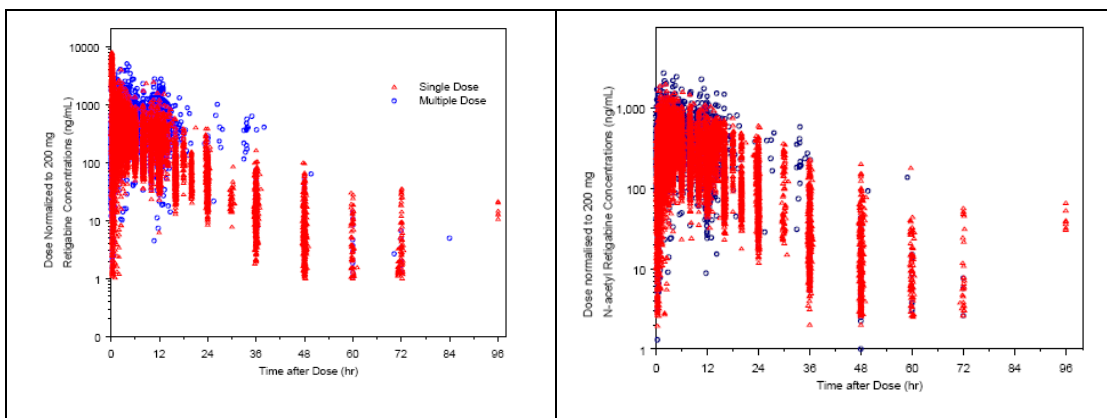 Dose Normalized to 200 mg
Retigabine Concentrations (ng/mL)
10000
1000
100
10
1
0
Single Dose
Multiple Dose
0 12 24 36 48 60 72 84 96
Time after Dose (hr)
Dose normalised to 200 mg
N-acetyl Retigabine Concentrations (ng/mL)
1,000
100
10
1
0 12 24 36 48 60 72 84 96
Time after Dose (hr)